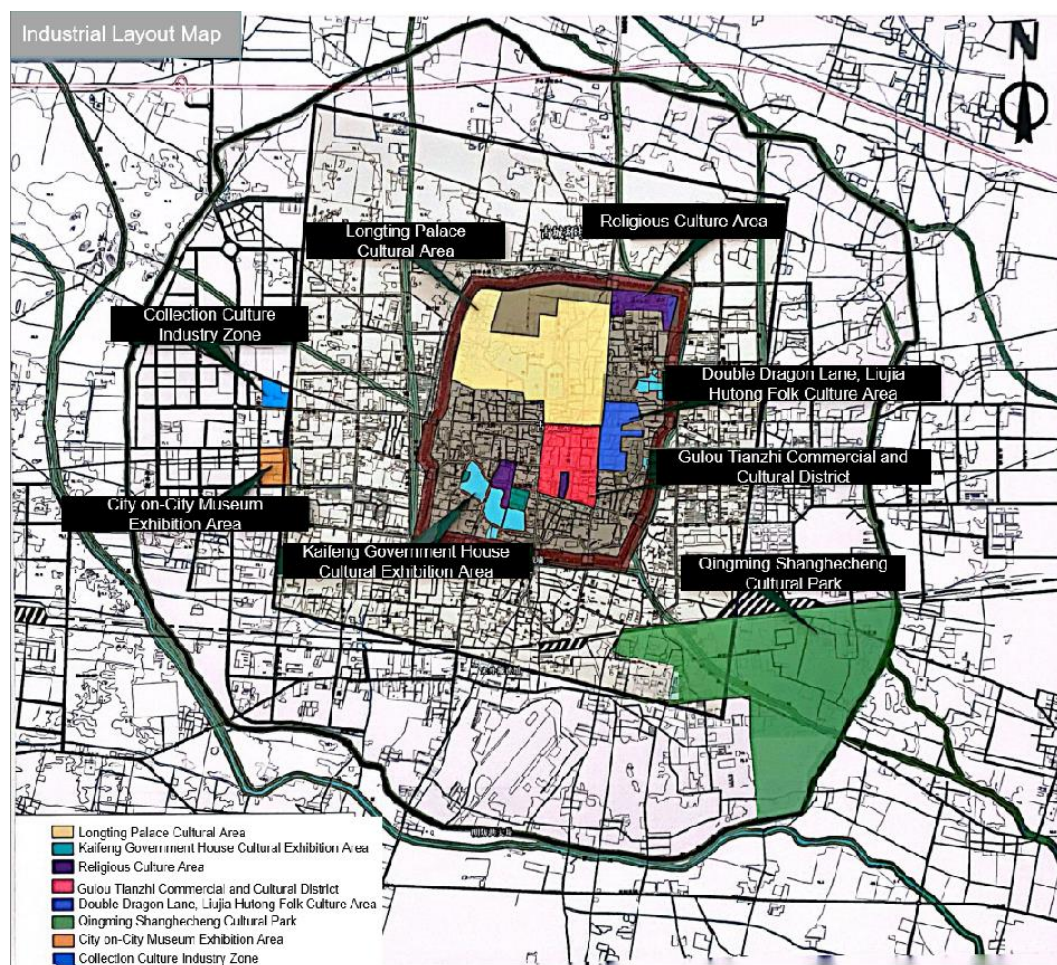 Industrial Layout Map
N
Religious Culture Area
Longting Palace
Cultural Area
Collection Culture
Industry Zone
Double Dragon Lane, Liujia
Hutong Folk Culture Area
Gulou Tianzhi Commercial and
Cultural District
City on-City Museum
Exhibition Area
Kaifeng Government House
Cultural Exhibition Area
Qingming Shanghecheng
Cultural Park
Longting Palace Cultural Area
Kaifeng Government House Cultural Exhibition Area
Religious Culture Area
Gulou Tianzhi Commercial and Cultural District
Double Dragon Lane, Liujia Hutong Folk Culture Area
Qingming Shanghecheng Cultural Park
City on-City Museum Exhibition Area
Collection Culture Industry Zone